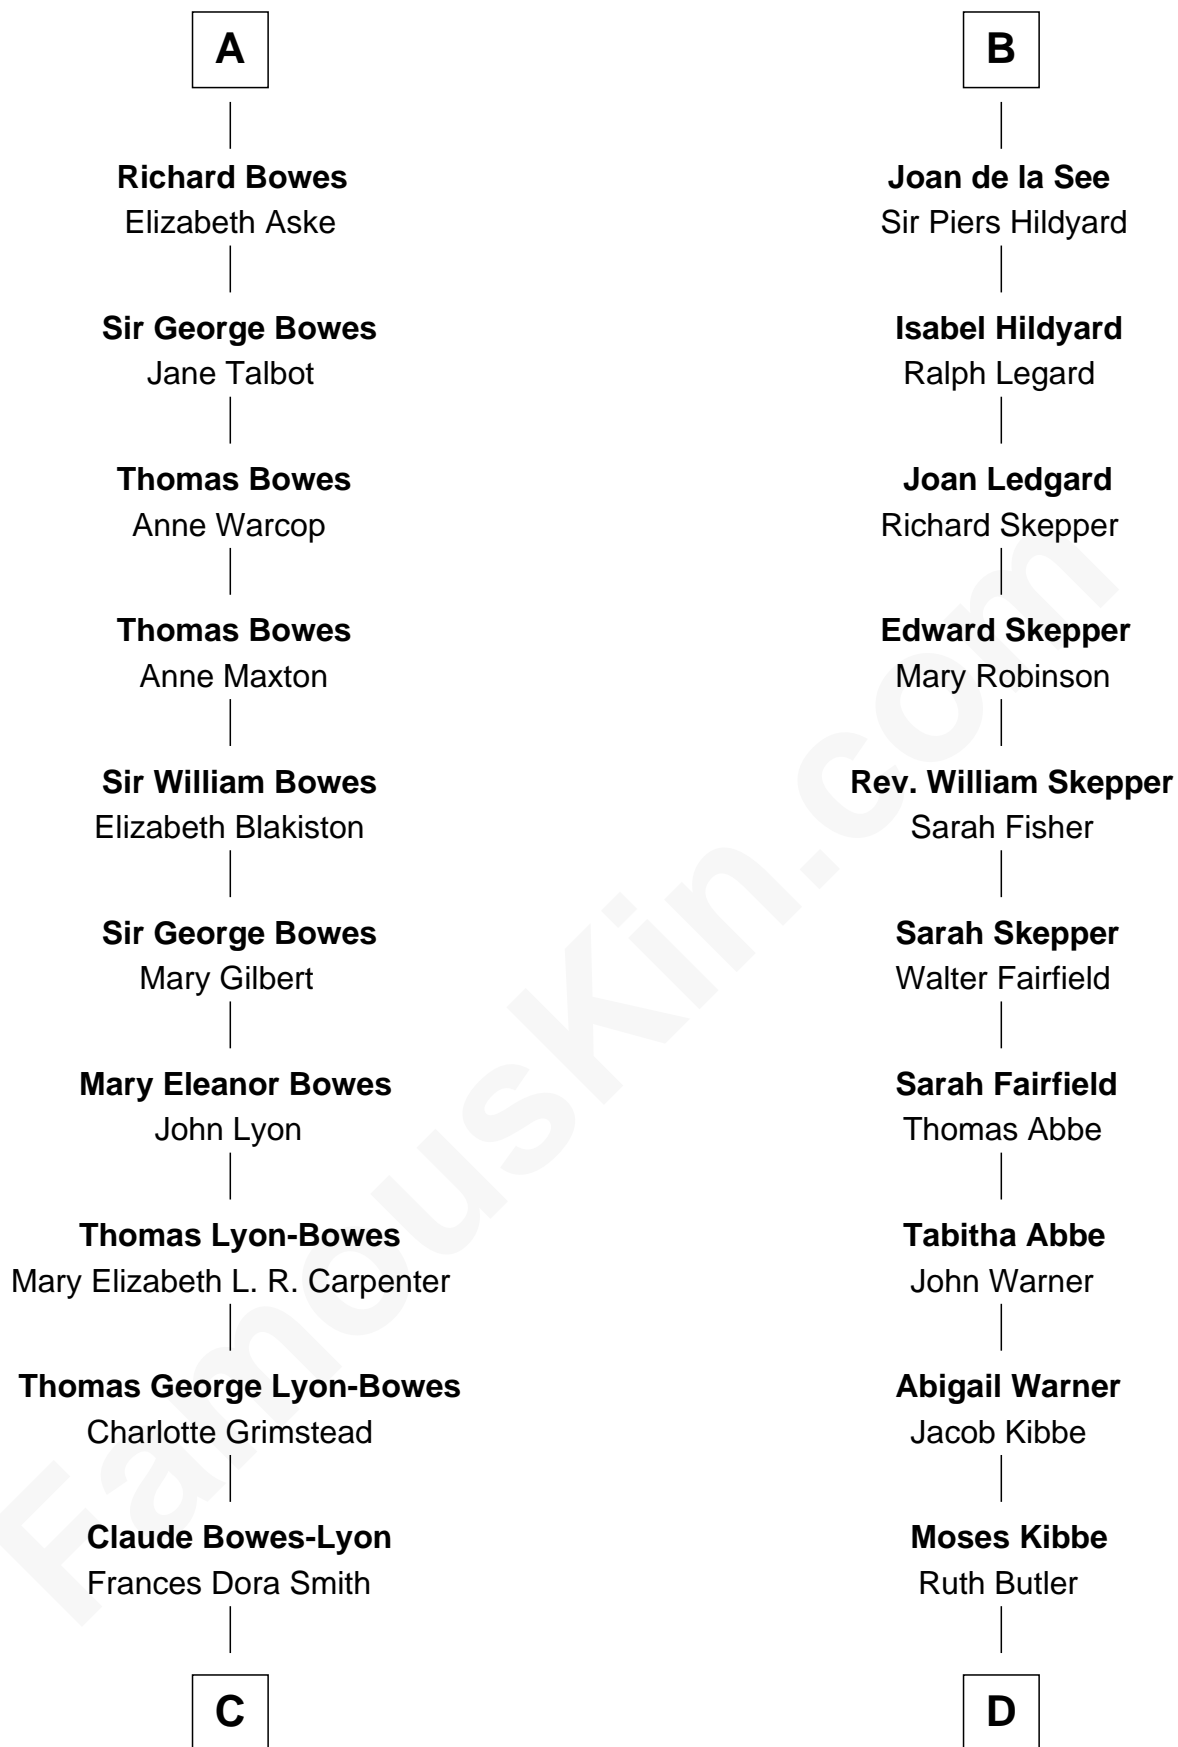 A
Richard Bowes
Elizabeth Aske
Sir George Bowes
Jane Talbot
Thomas Bowes
Anne Warcop
Thomas Bowes
Anne Maxton
Sir William Bowes
Elizabeth Blakiston
Sir George Bowes
Mary Gilbert
Mary Eleanor Bowes
John Lyon
Thomas Lyon-Bowes
Mary Elizabeth L. R. Carpenter
Thomas George Lyon-Bowes
Charlotte Grimstead
Claude Bowes-Lyon
Frances Dora Smith
C
B
Joan de la See
Sir Piers Hildyard
Isabel Hildyard
Ralph Legard
Joan Ledgard
Richard Skepper
Edward Skepper
Mary Robinson
Rev. William Skepper
Sarah Fisher
Sarah Skepper
Walter Fairfield
Sarah Fairfield
Thomas Abbe
Tabitha Abbe
John Warner
Abigail Warner
Jacob Kibbe
Moses Kibbe
Ruth Butler
D
FamousKin.com